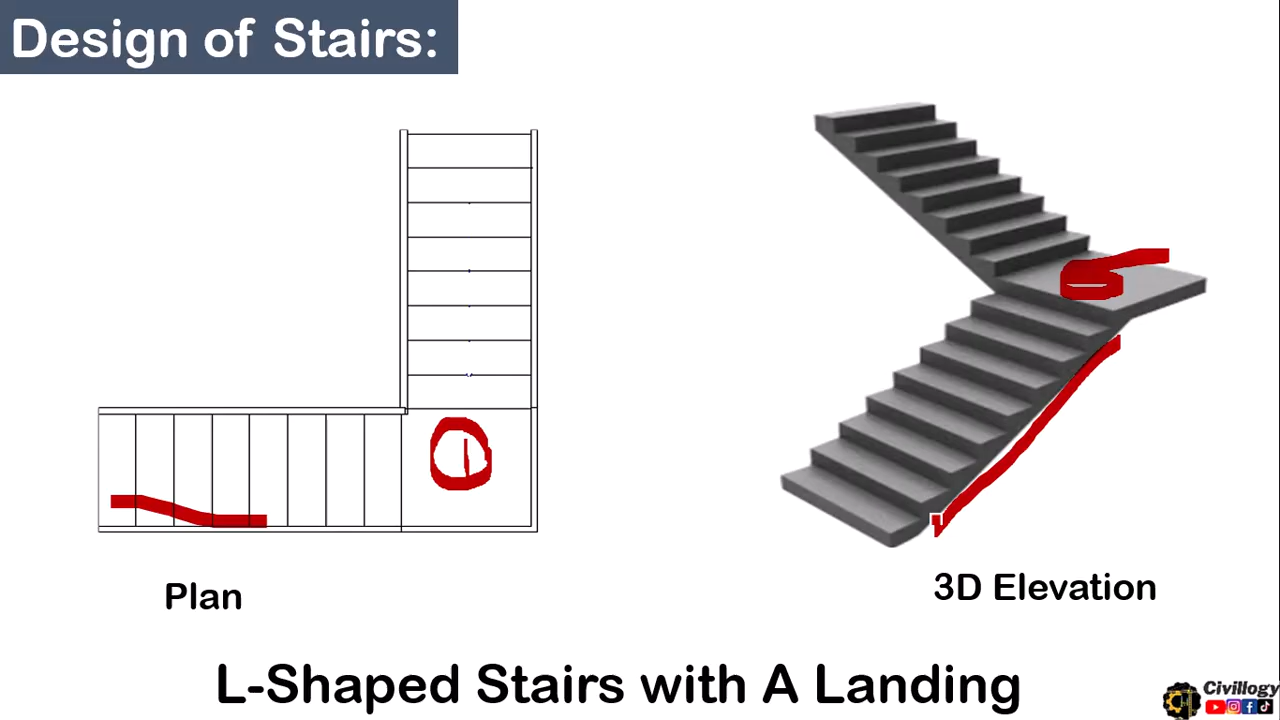 Design of Stairs:
Plan
3D Elevation
L-Shaped Stairs with A Landing
Civillogy